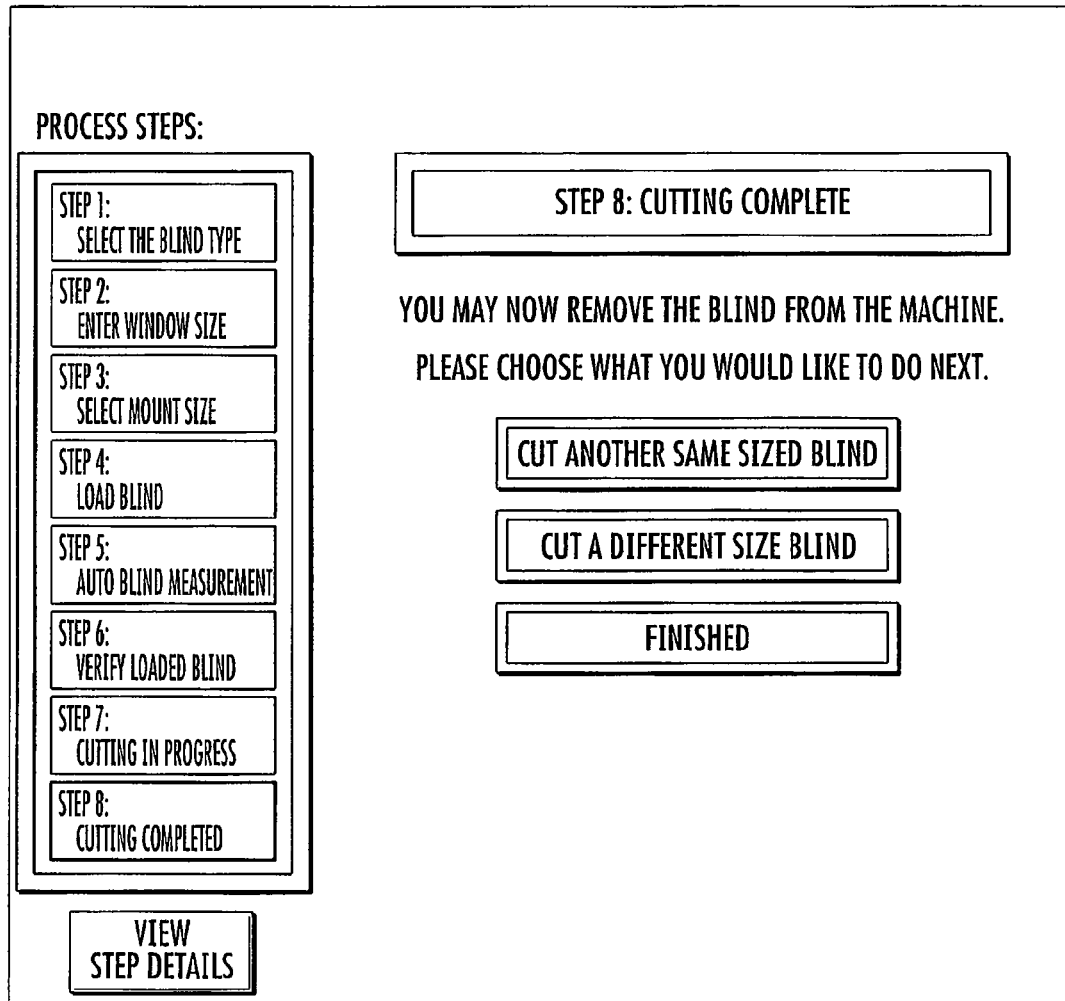 PROCESS STEPS:
STEP 1:
SELECT THE BLIND TYPE
STEP 2:
ENTER WINDOW SIZE
STEP 3:
SELECT MOUNT SIZE
STEP 4:
LOAD BLIND
STEP 5:
AUTO BLIND MEASUREMENT
STEP 6:
VERIFY LOADED BLIND
STEP 7:
CUTTING IN PROGRESS
STEP 8:
CUTTING COMPLETED
VIEW
STEP DETAILS
STEP 8: CUTTING COMPLETE
YOU MAY NOW REMOVE THE BLIND FROM THE MACHINE.
PLEASE CHOOSE WHAT YOU WOULD LIKE TO DO NEXT.
CUT ANOTHER SAME SIZED BLIND
CUT A DIFFERENT SIZE BLIND
FINISHED